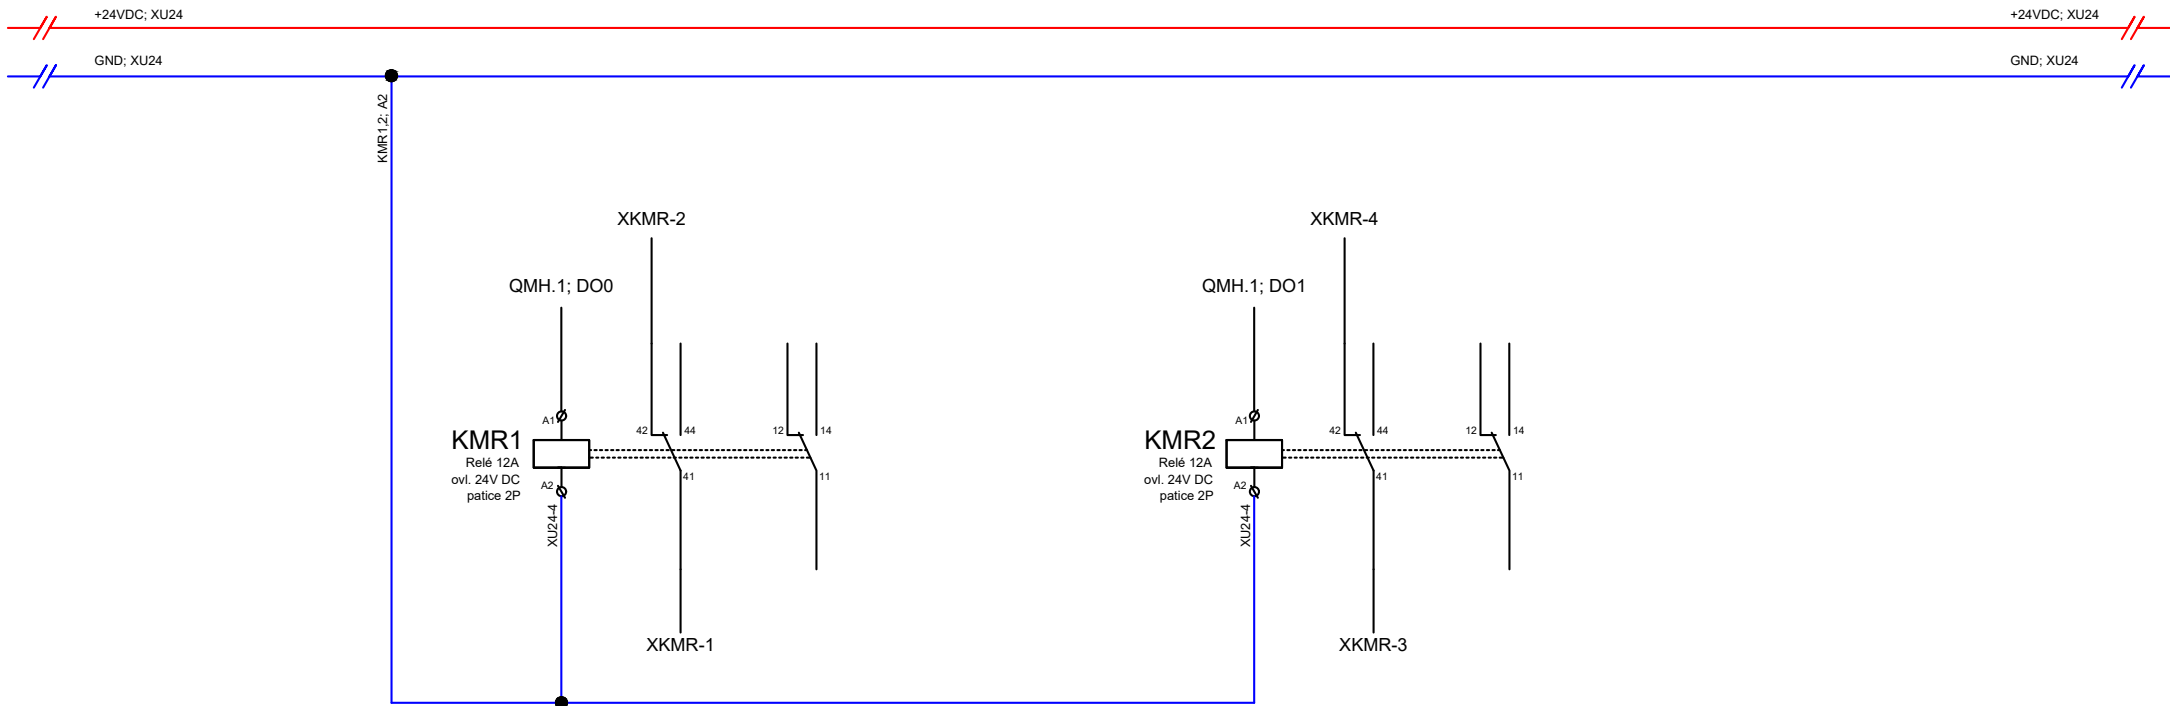 +24VDC; XU24
+24VDC; XU24
GND; XU24
GND; XU24
KMR1,2; A2
XKMR-2
XKMR-4
QMH.1; DO0
QMH.1; DO1
A1
42
44
12
14
KMR1
Relé 12A
ovl. 24V DC
patice 2P
A2
41
11
XU24-4
XKMR-1
A1
42
44
12
14
KMR2
Relé 12A
ovl. 24V DC
patice 2P
A2
41
11
XU24-4
XKMR-3